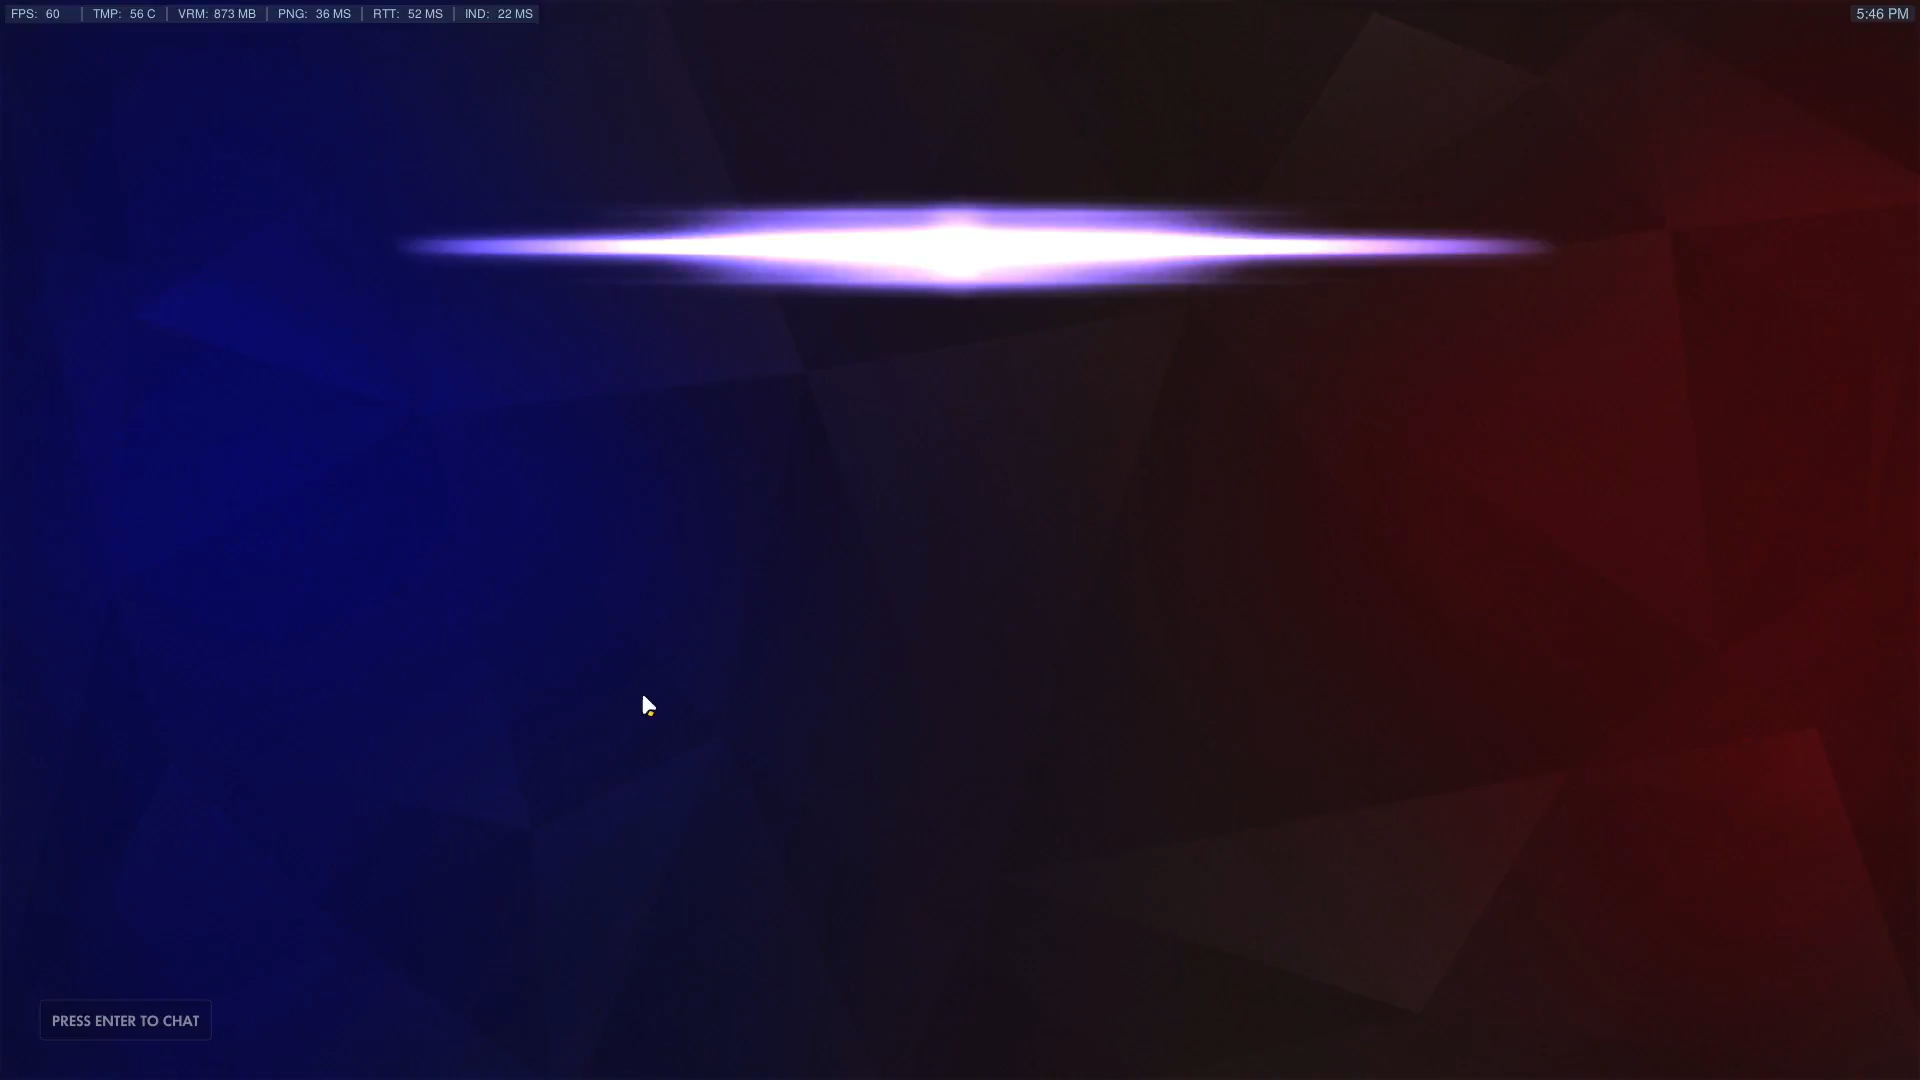 FPS: 60 | TMP: 56 C | VRM: 873 MB | PNG: 36 MS | RTT: 52 MS | IND: 22 MS
5:46 PM
PRESS ENTER TO CHAT